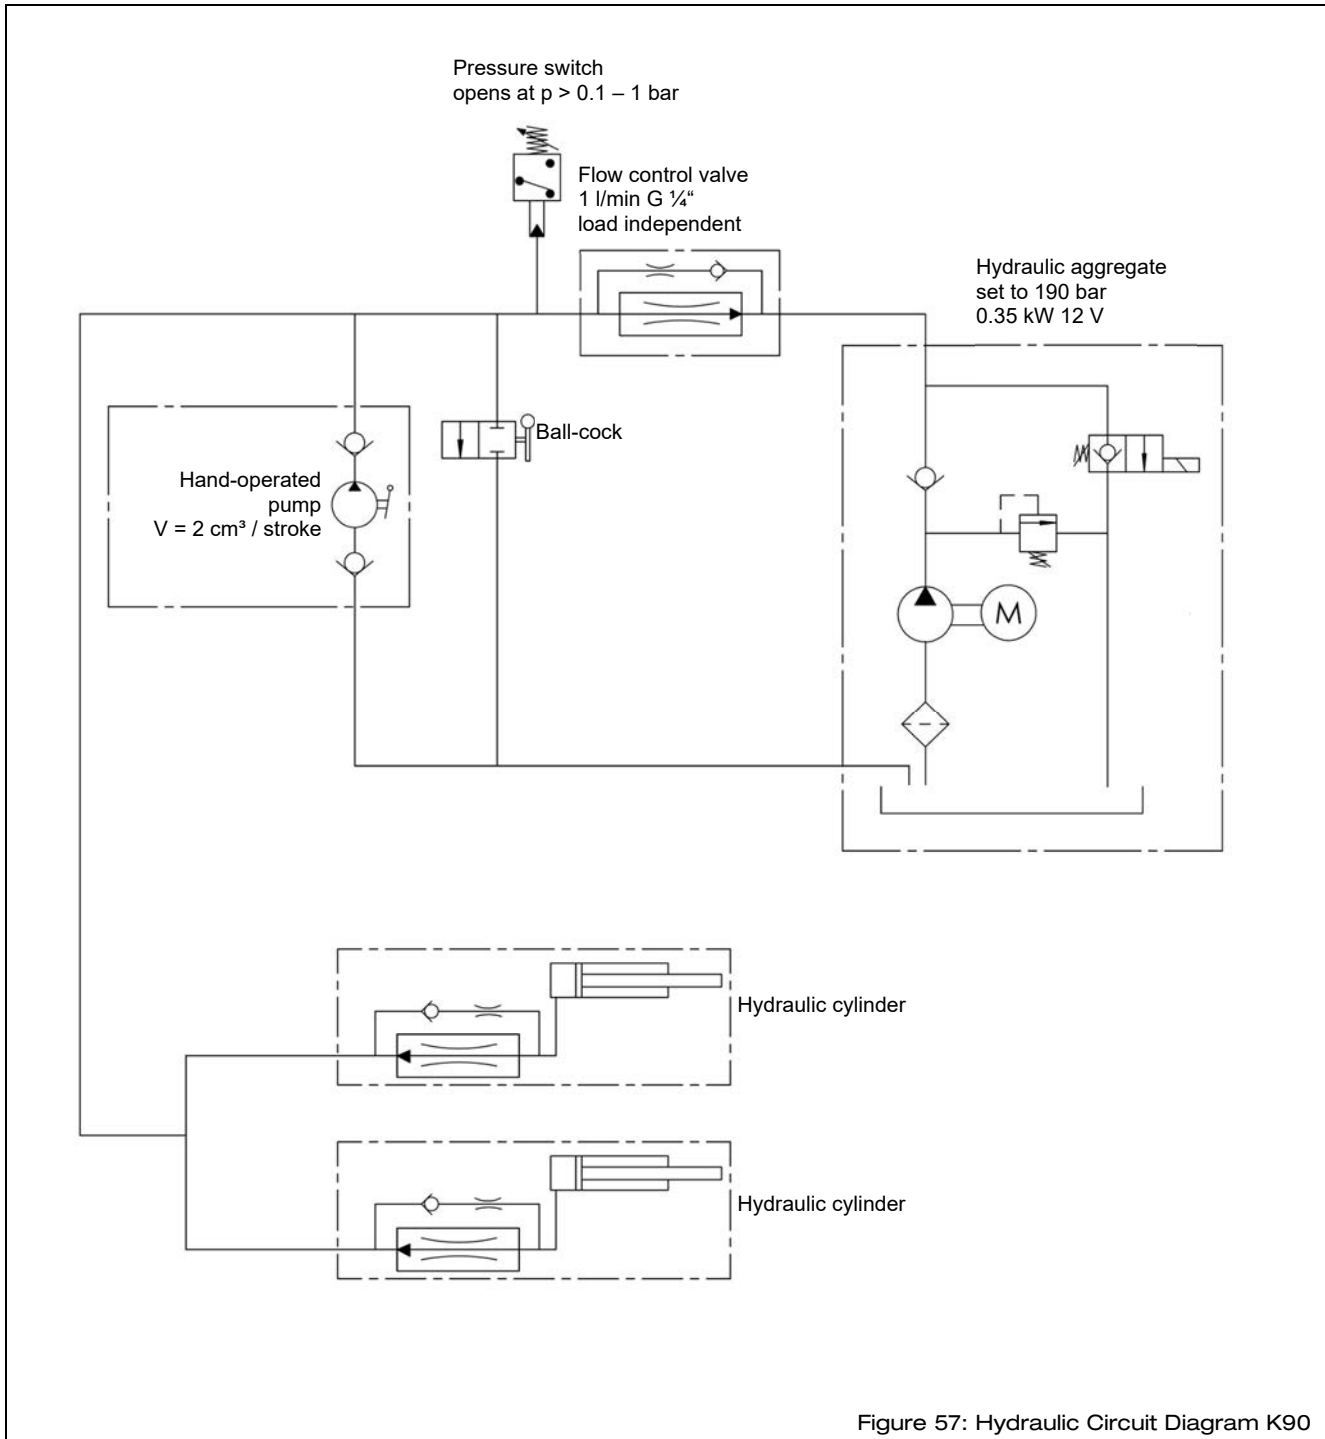 Pressure switch
opens at p > 0.1 – 1 bar
Flow control valve
1 l/min G ¼“
load independent
Hydraulic aggregate
set to 190 bar
0.35 kW 12 V
Ball-cock
Hand-operated
pump
V = 2 cm³ / stroke
M
Hydraulic cylinder
Hydraulic cylinder
Figure 57: Hydraulic Circuit Diagram K90